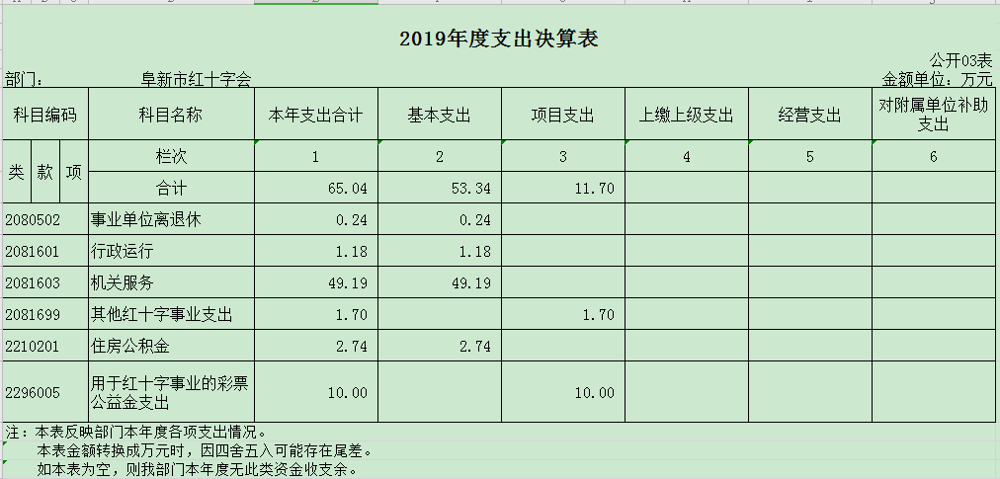 2019年度支出决算表
公开03表
部门： 阜新市红十字会 金额单位：万元
科目编码 科目名称 本年支出合计 基本支出 项目支出 上缴上级支出 经营支出 对附属单位补助
支出
类 款 项 栏次 1 2 3 4 5 6
合计 65.04 53.34 11.70
2080502 事业单位离退休 0.24 0.24
2081601 行政运行 1.18 1.18
2081603 机关服务 49.19 49.19
2081699 其他红十字事业支出 1.70 1.70
2210201 住房公积金 2.74 2.74
2296005 用于红十字事业的彩票
公益金支出 10.00 10.00
注：本表反映部门本年度各项支出情况。
本表金额转换成万元时，因四舍五入可能存在尾差。
如本表为空，则我部门本年度无此类资金收支余。